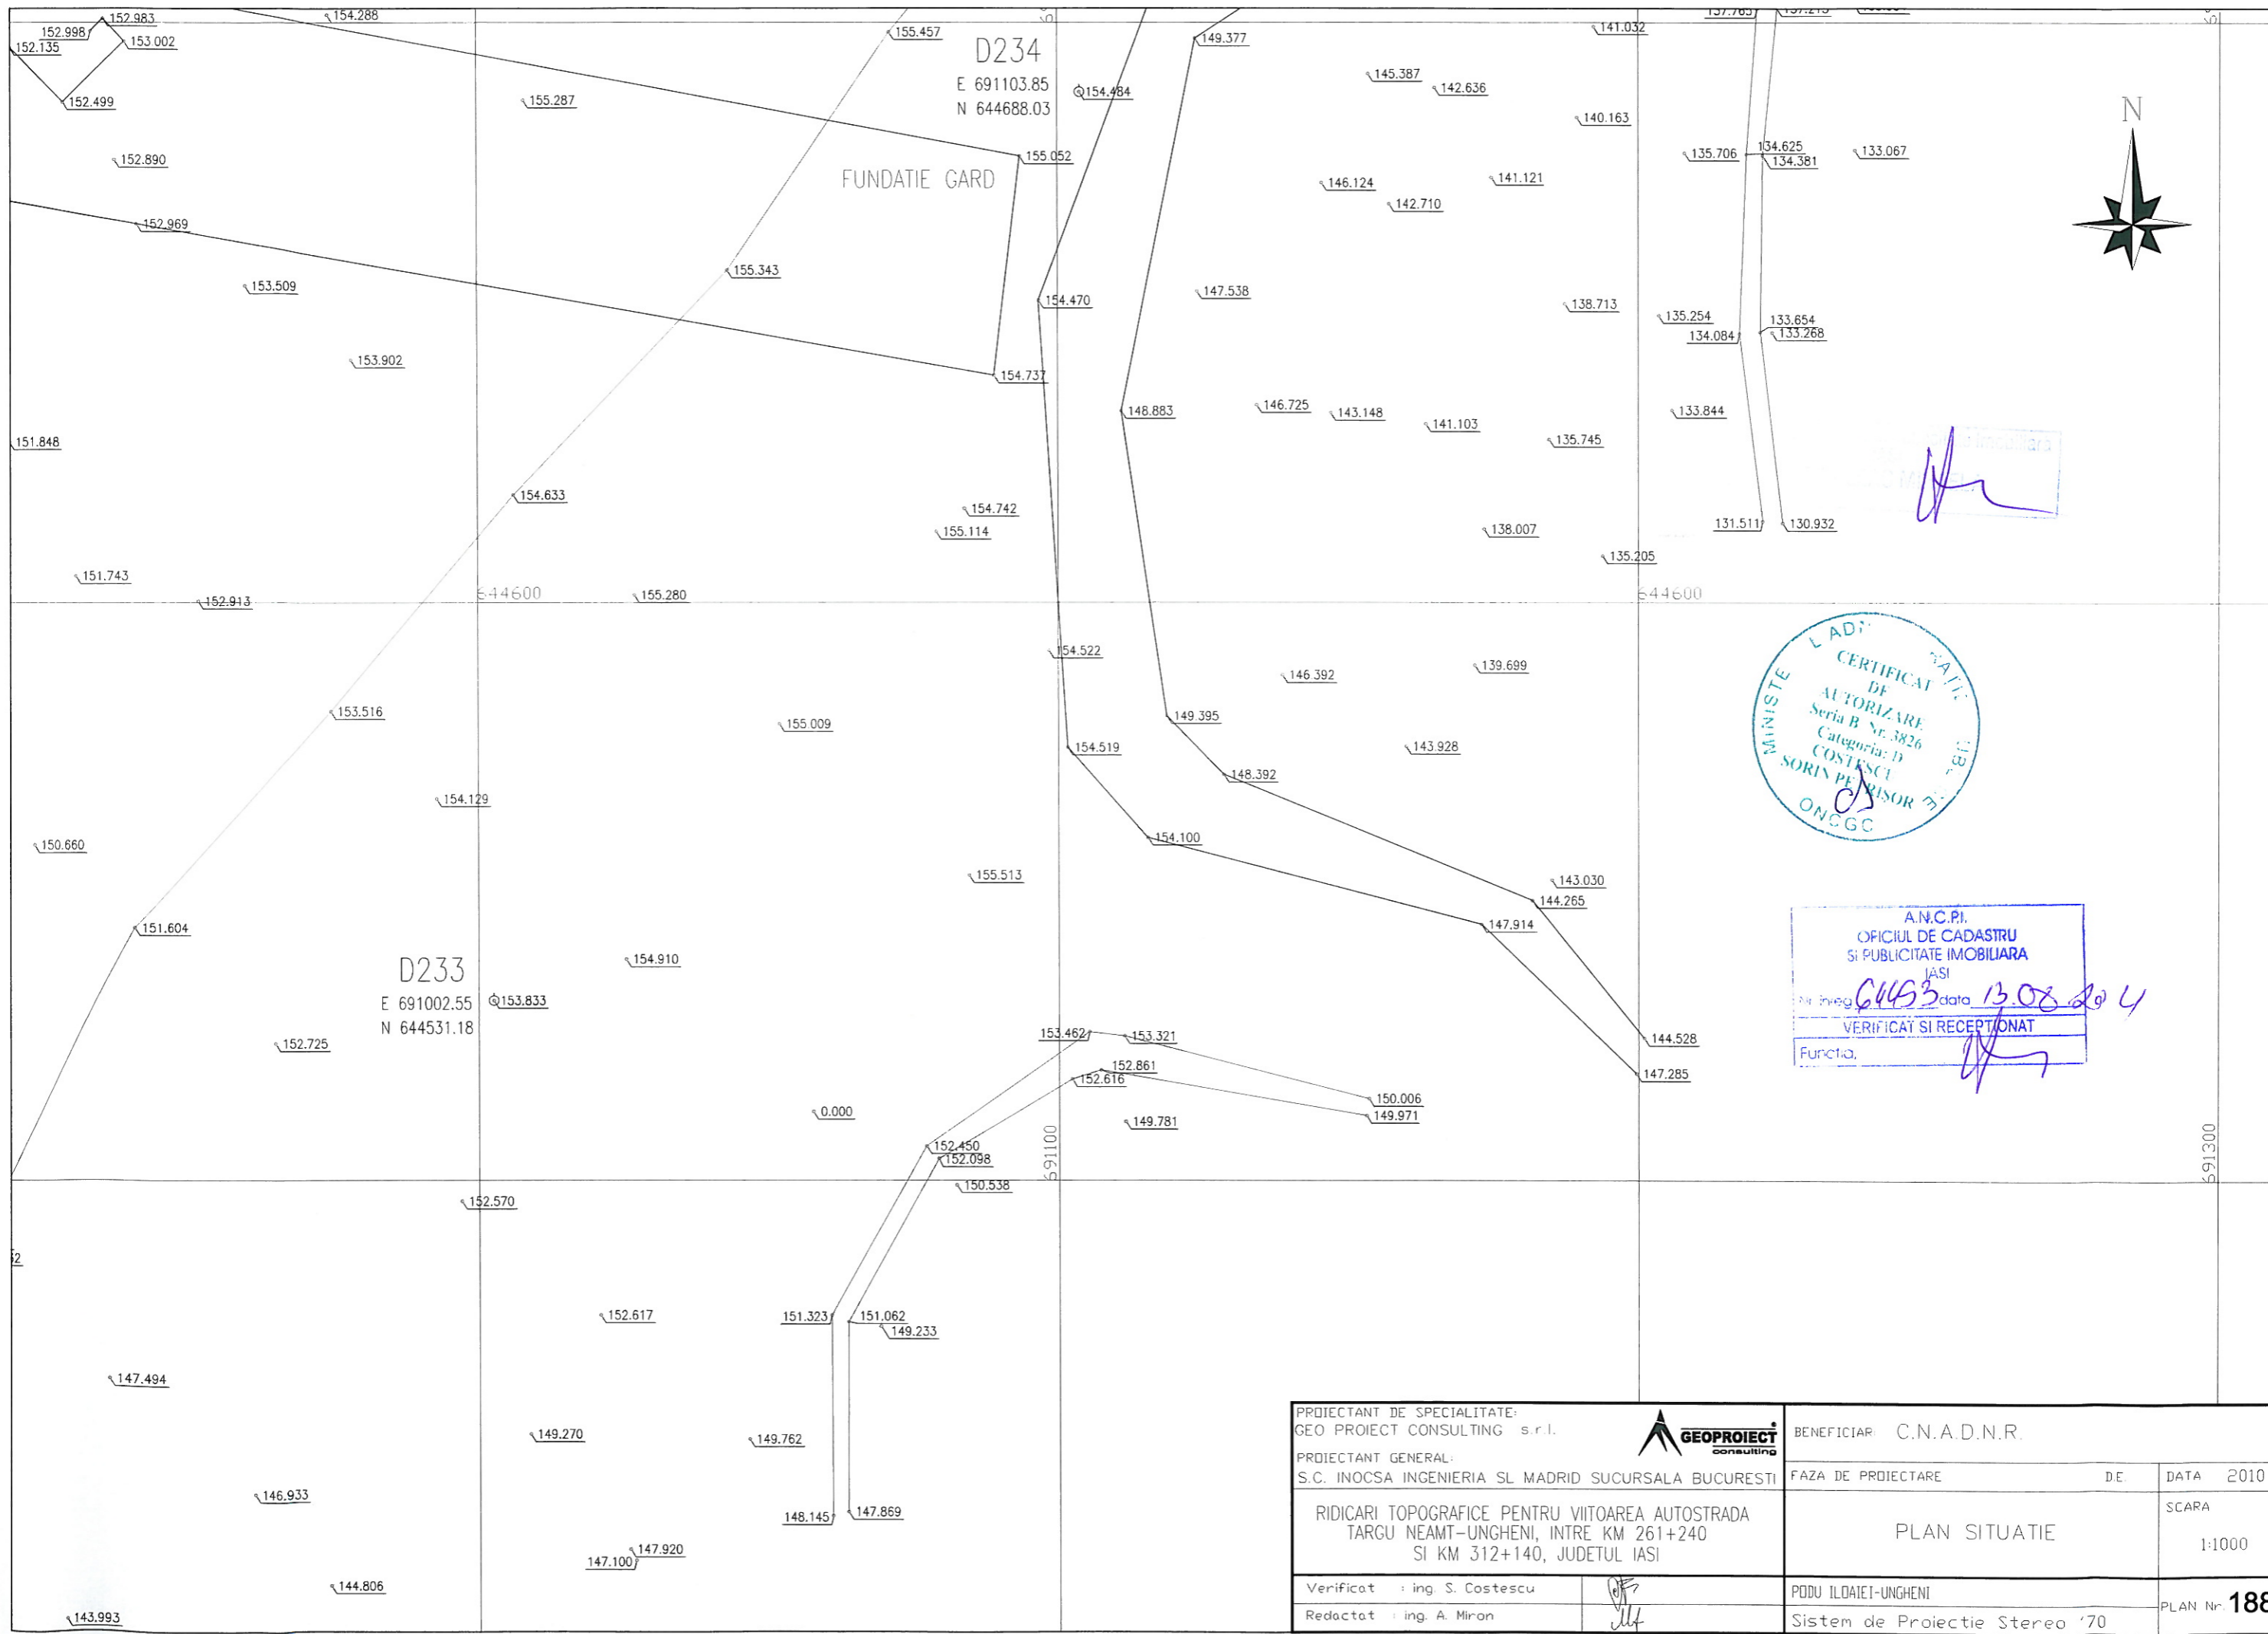 152.983
154.288
152.998
153.002
152.135
155.457
149.377
141.032
137.765
D234
E 691103.85
N 644688.03
154.484
145.387
142.636
152.499
155.287
140.163
N
155.052
135.706
134.625
134.381
133.067
152.890
FUNDATIE GARD
146.124
141.121
142.710
152.969
155.343
153.509
154.470
147.538
138.713
135.254
133.654
134.084
133.268
153.902
154.737
148.883
146.725
143.148
141.103
133.844
135.745
151.848
154.633
154.742
155.114
138.007
131.511
130.932
135.205
151.743
152.913
644600
155.280
644600
154.522
146.392
139.699
153.516
155.009
149.395
154.519
143.928
148.392
154.129
154.100
150.660
155.513
143.030
144.265
147.914
151.604
154.910
D233
E 691002.55
N 644531.18
153.833
152.725
153.462
153.321
144.528
152.861
152.616
147.285
0.000
150.006
149.971
149.781
152.450
152.098
150.538
691100
691300
152.570
152.617
151.323
151.062
149.233
147.494
149.270
149.762
146.933
148.145
147.869
147.920
147.100
144.806
143.993
CERTIFICAT
DE
AUTORIZARE
Seria B Nr. 3826
Categoria: D
COSTESCU
SORIN
ONCGC
A.N.C.P.I.
OFICIUL DE CADASTRU
SI PUBLICITATE IMOBILIARA
IASI
Nr. inreg 64453 data 13.08
VERIFICAT SI RECEPTIONAT
Functia,
PROIECTANT DE SPECIALITATE:
GEO PROIECT CONSULTING s.r.l.
GEOPROIECT
consulting
PROIECTANT GENERAL:
S.C. INOCSA INGENIERIA SL MADRID SUCURSALA BUCURESTI
RIDICARI TOPOGRAFICE PENTRU VIITOAREA AUTOSTRADA
TARGU NEAMT-UNGHENI, INTRE KM 261+240
SI KM 312+140, JUDETUL IASI
Verificat : ing. S. Costescu
Redactat : ing. A. Miron
BENEFICIAR: C.N.A.D.N.R.
FAZA DE PROIECTARE D.E.
DATA 2010
PLAN SITUATIE
SCARA
1:1000
PODU ILOAIEI-UNGHENI
Sistem de Proiectie Stereo '70
PLAN Nr. 188